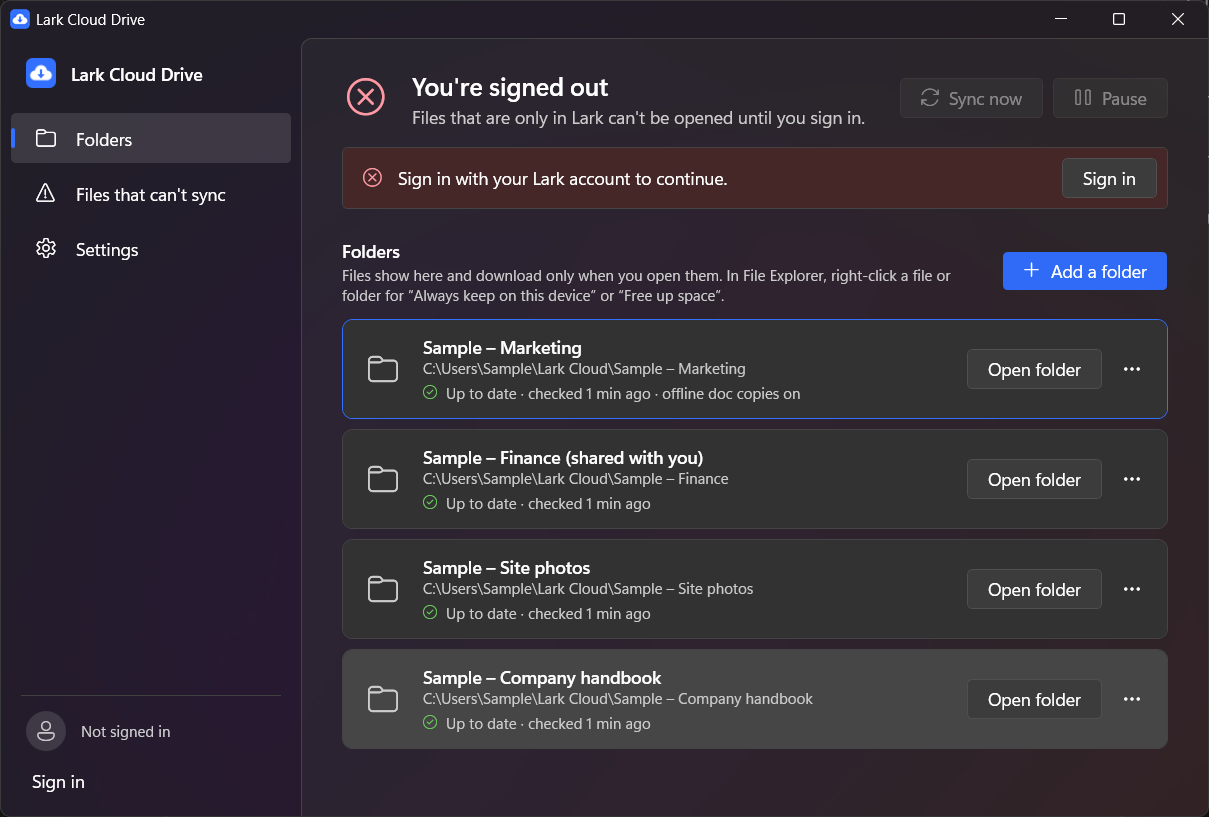 Lark Cloud Drive
Lark Cloud Drive
Folders
Files that can't sync
Settings
Not signed in
Sign in
You're signed out
Files that are only in Lark can't be opened until you sign in.
Sync now
Pause
Sign in with your Lark account to continue.
Sign in
Folders
Files show here and download only when you open them. In File Explorer, right-click a file or
folder for “Always keep on this device” or “Free up space”.
Add a folder
Sample – Marketing
C:\Users\Sample\Lark Cloud\Sample – Marketing
Up to date · checked 1 min ago · offline doc copies on
Open folder
Sample – Finance (shared with you)
C:\Users\Sample\Lark Cloud\Sample – Finance
Up to date · checked 1 min ago
Open folder
Sample – Site photos
C:\Users\Sample\Lark Cloud\Sample – Site photos
Up to date · checked 1 min ago
Open folder
Sample – Company handbook
C:\Users\Sample\Lark Cloud\Sample – Company handbook
Up to date · checked 1 min ago
Open folder